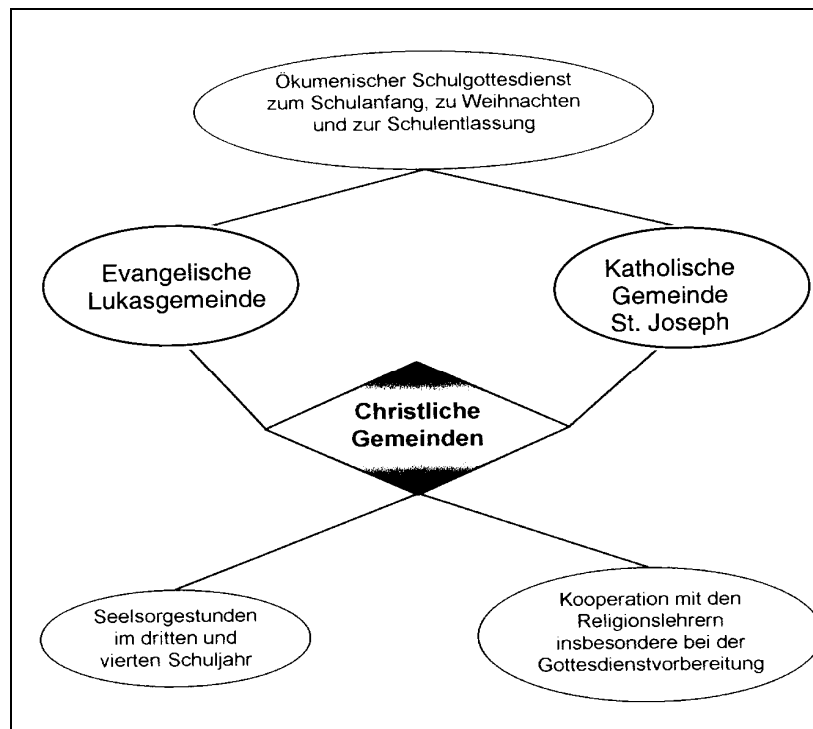 Ökumenischer Schulgottesdienst
zum Schulanfang, zu Weihnachten
und zur Schulentlassung
Evangelische
Lukasgemeinde
Katholische
Gemeinde
St. Joseph
Christliche
Gemeinden
Seelsorgestunden
im dritten und
vierten Schuljahr
Kooperation mit den
Religionslehrern
insbesondere bei der
Gottesdienstvorbereitung